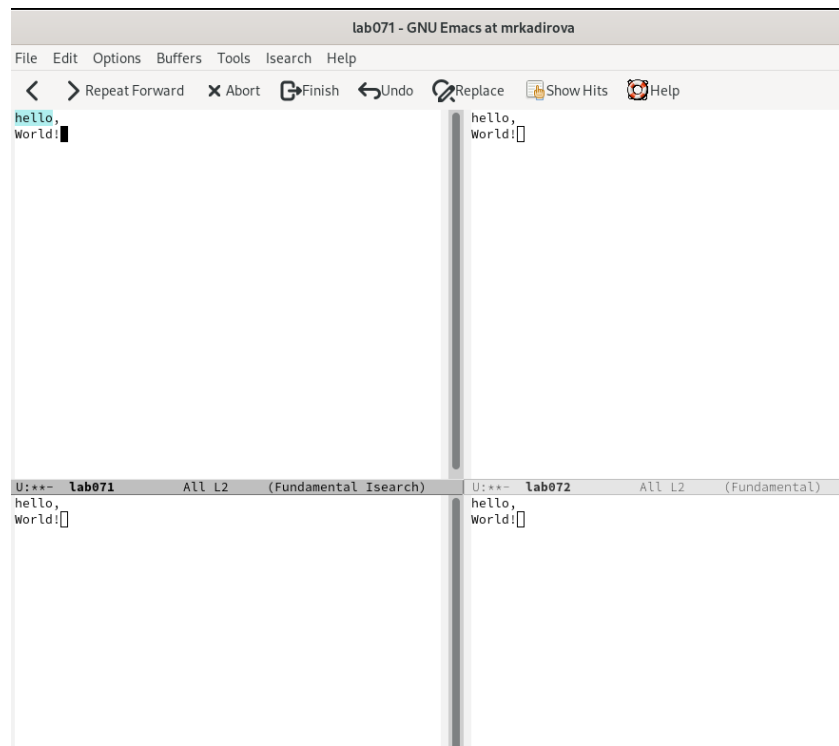 lab071 - GNU Emacs at mrkadirova
File Edit Options Buffers Tools Isearch Help
Repeat Forward Abort Finish Undo Replace Show Hits Help
hello,
World!
hello,
World!
U:**- lab071 All L2 (Fundamental Isearch)
U:**- lab072 All L2 (Fundamental)
hello,
World!
hello,
World!